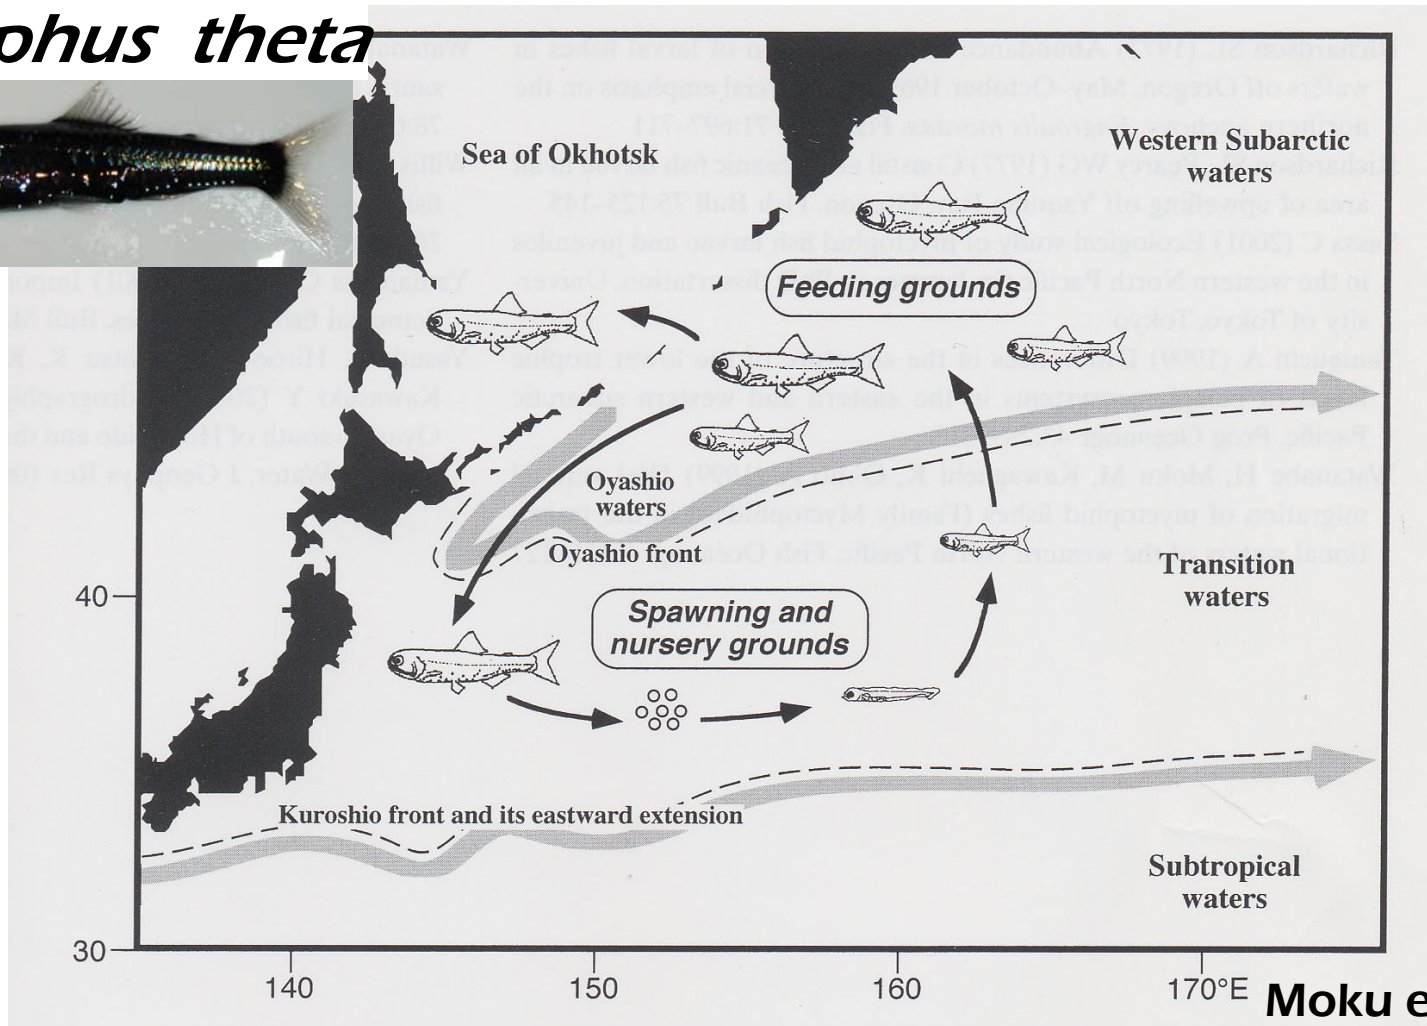 phus theta
Sea of Okhotsk
Western Subarctic
waters
Feeding grounds
Oyashio
waters
Oyashio front
Transition
waters
40
Spawning and
nursery grounds
Kuroshio front and its eastward extension
Subtropical
waters
30
140
150
160
170°E
Moku e